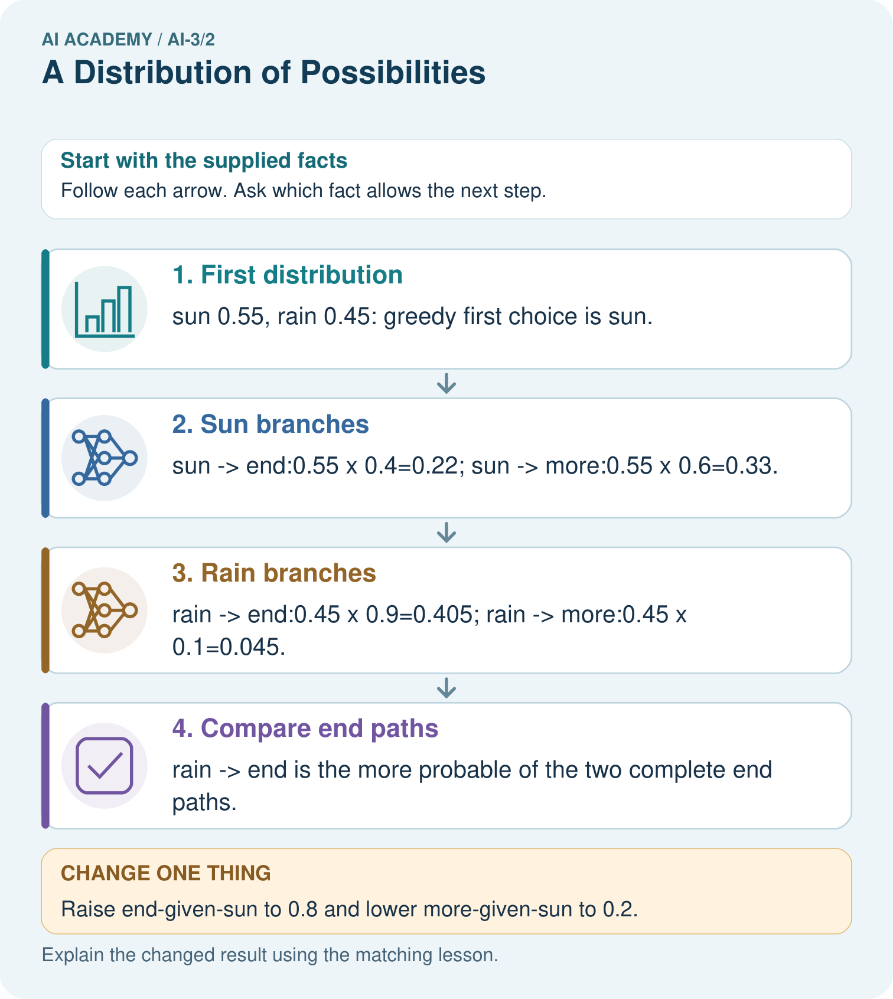 AI ACADEMY / AI-3/2
A Distribution of Possibilities
Start with the supplied facts
Follow each arrow. Ask which fact allows the next step.
1. First distribution
sun 0.55, rain 0.45: greedy first choice is sun.
2. Sun branches
sun -> end:0.55 x 0.4=0.22; sun -> more:0.55 x 0.6=0.33.
3. Rain branches
rain -> end:0.45 x 0.9=0.405; rain -> more:0.45 x
0.1=0.045.
4. Compare end paths
rain -> end is the more probable of the two complete end
paths.
CHANGE ONE THING
Raise end-given-sun to 0.8 and lower more-given-sun to 0.2.
Explain the changed result using the matching lesson.